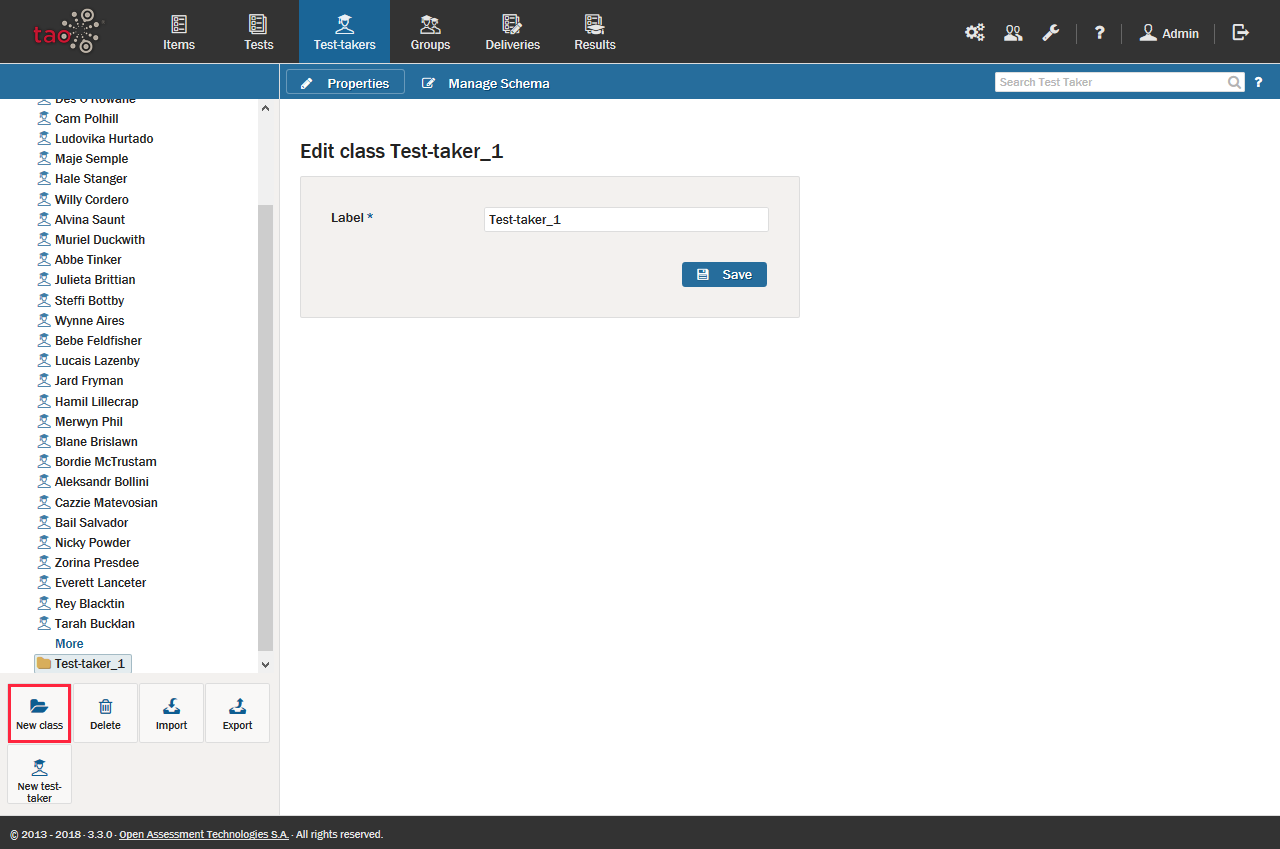 tao
Items
Tests
Test-takers
Groups
Deliveries
Results
?
Admin
Properties
Manage Schema
Search Test Taker
?
Des O'Rowane
Cam Polhill
Ludovika Hurtado
Maje Semple
Hale Stanger
Willy Cordero
Alvina Saunt
Muriel Duckwith
Abbe Tinker
Julieta Brittian
Steffi Bottby
Wynne Aires
Bebe Feldfisher
Lucais Lazenby
Jard Fryman
Hamil Lillecrap
Merwyn Phil
Blane Brislawn
Bordie McTrustam
Aleksandr Bollini
Cazzie Matevosian
Bail Salvador
Nicky Powder
Zorina Presdee
Everett Lanceter
Rey Blacktin
Tarah Bucklan
More
Test-taker_1
New class
Delete
Import
Export
New test-
taker
Edit class Test-taker_1
Label *
Test-taker_1
Save
© 2013 - 2018 · 3.3.0 · Open Assessment Technologies S.A. · All rights reserved.